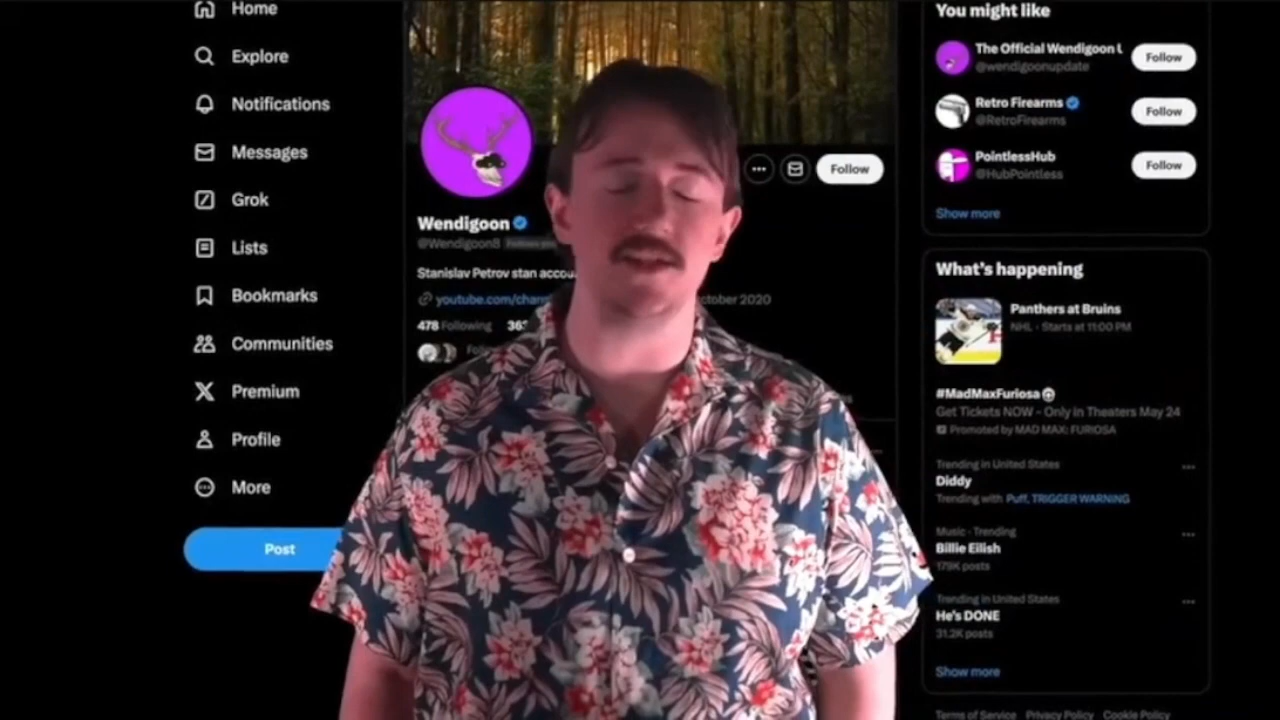 Home
Explore
Notifications
Messages
Grok
Lists
Bookmarks
Communities
Premium
Profile
More
Post
Follow
Wendigoon
@Wendigoon8 Follows
Stanislav Petrov stan
youtube.com/chan
October 2020
478 Following
You might like
The Official Wendigoon
@wendigoonupdate
Follow
Retro Firearms
@RetroFirearms
Follow
PointlessHub
@HubPointless
Follow
Show more
What's happening
Panthers at Bruins
NHL · Starts at 11:00 PM
#MadMaxFuriosa
Get Tickets NOW - Only in Theaters May 24
Promoted by MAD MAX: FURIOSA
Trending in United States
Diddy
Trending with Puff, TRIGGER WARNING
Music · Trending
Billie Eilish
179K posts
Trending in United States
He's DONE
31.2K posts
Show more
Terms of Service Privacy Policy Cookie Policy